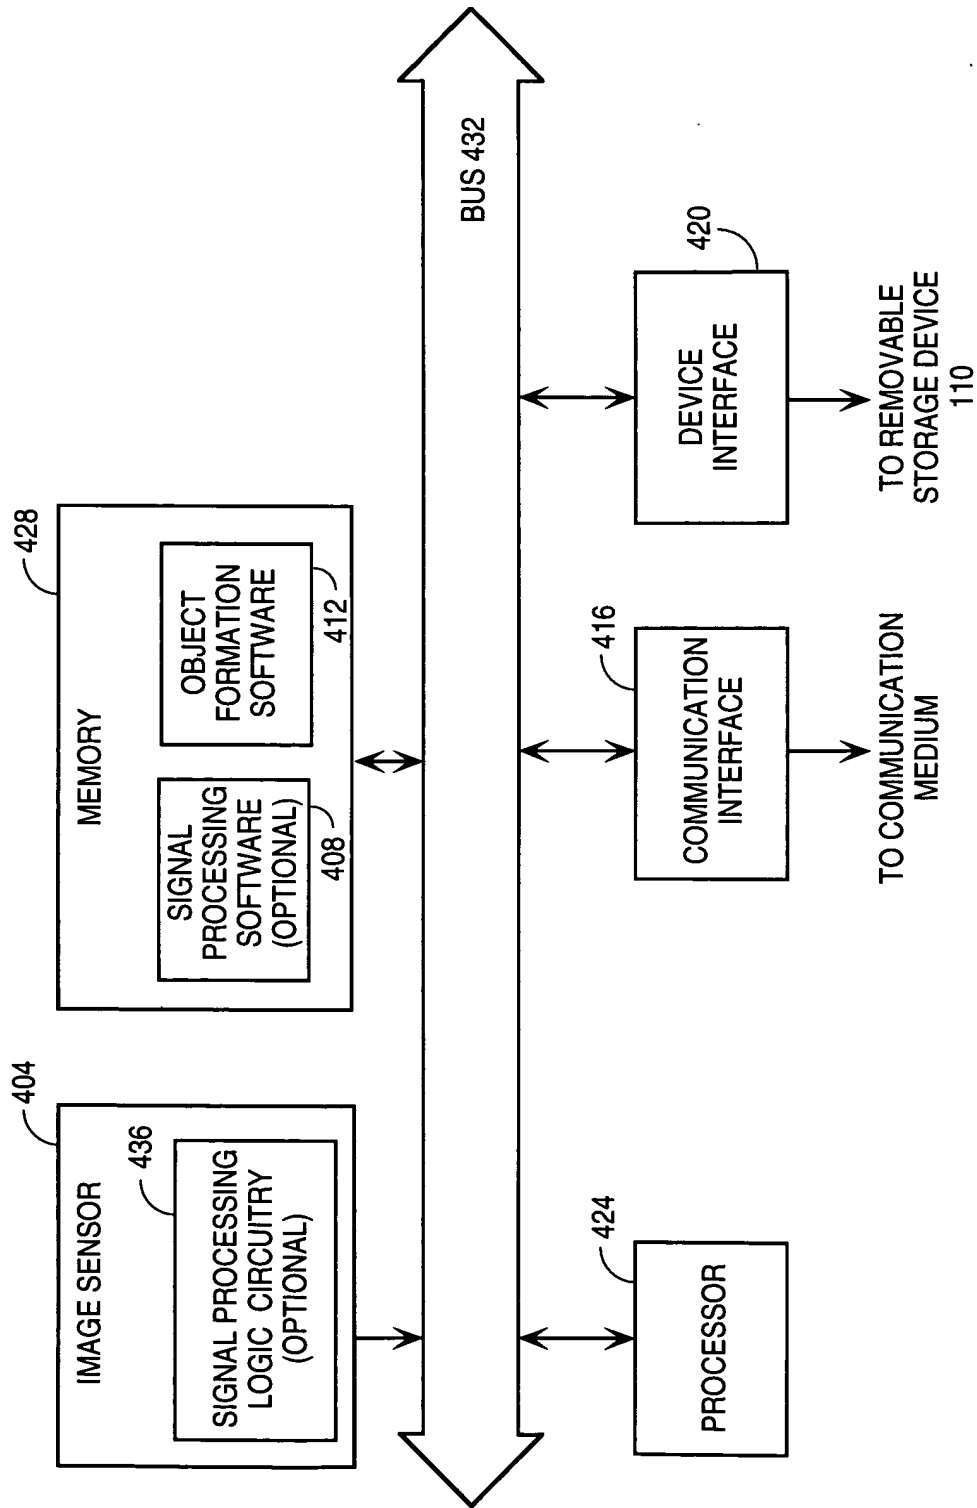 IMAGE SENSOR
404
436
SIGNAL PROCESSING
LOGIC CIRCUITRY
(OPTIONAL)
MEMORY
428
SIGNAL
PROCESSING
SOFTWARE
(OPTIONAL)
408
OBJECT
FORMATION
SOFTWARE
412
BUS 432
PROCESSOR
424
COMMUNICATION
INTERFACE
416
TO COMMUNICATION
MEDIUM
DEVICE
INTERFACE
420
TO REMOVABLE
STORAGE DEVICE
110